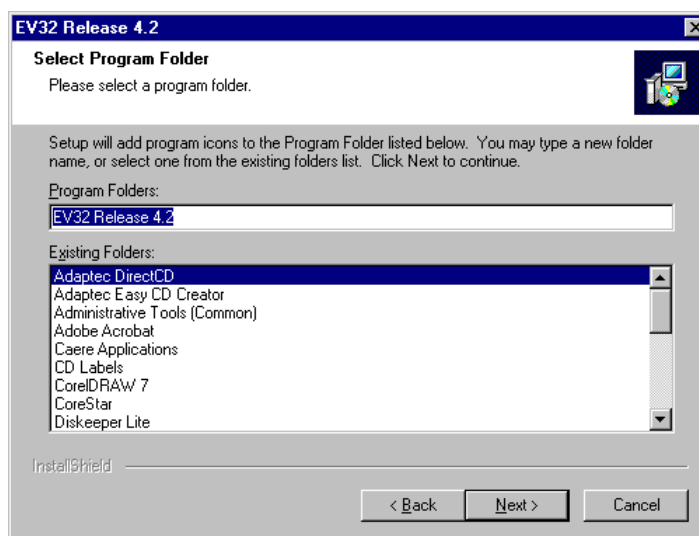 EV32 Release 4.2
Select Program Folder
Please select a program folder.
Setup will add program icons to the Program Folder listed below. You may type a new folder
name, or select one from the existing folders list. Click Next to continue.
Program Folders:
EV32 Release 4.2
Existing Folders:
Adaptec DirectCD
Adaptec Easy CD Creator
Administrative Tools (Common)
Adobe Acrobat
Caere Applications
CD Labels
CorelDRAW 7
CoreStar
Diskeeper Lite
InstallShield
< Back
Next >
Cancel